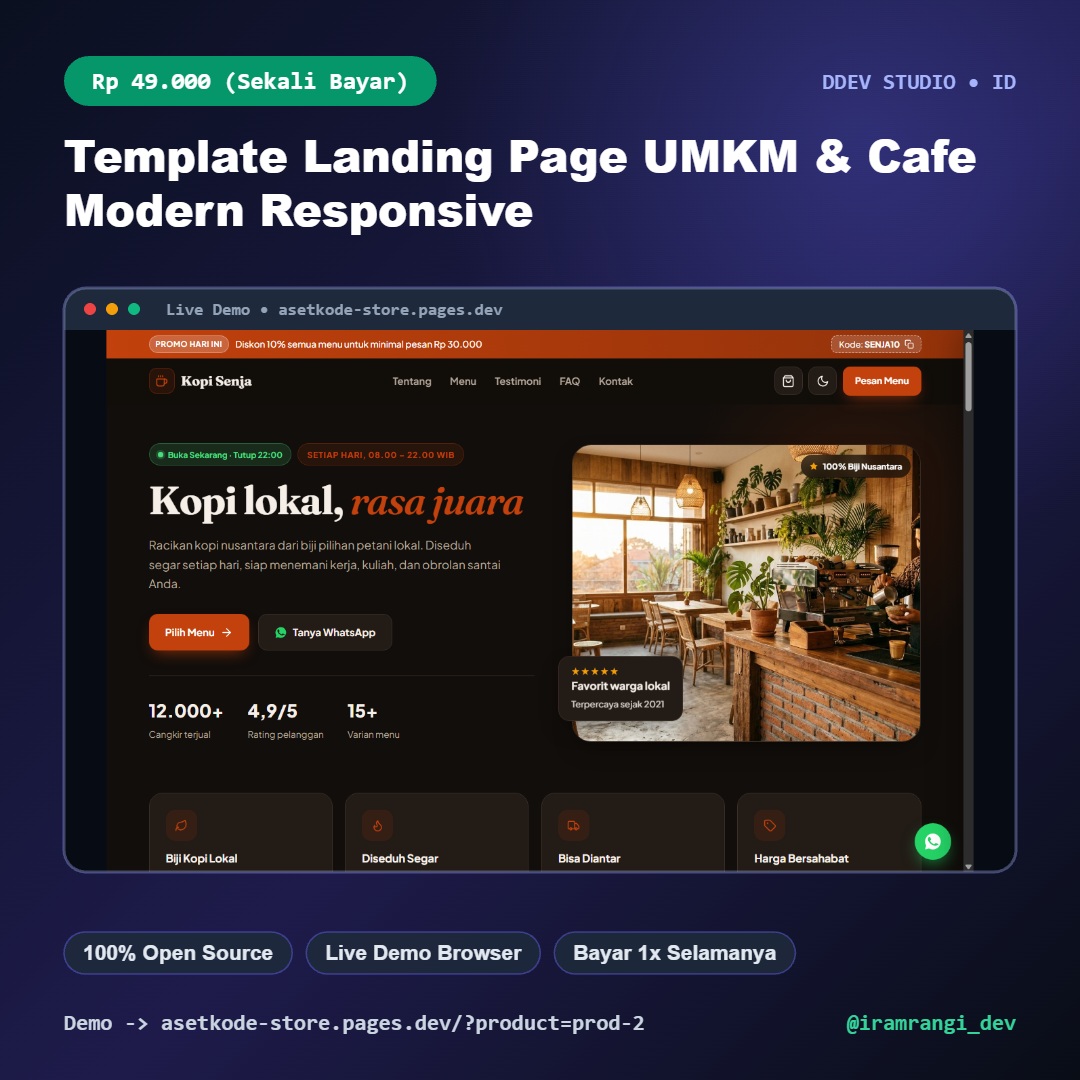 Rp 49.000 (Sekali Bayar)
DDEV STUDIO • ID
Template Landing Page UMKM & Cafe
Modern Responsive
Live Demo • asetkode-store.pages.dev
PROMO HARI INI Diskon 10% semua menu untuk minimal pesan Rp 30.000
Kode: SENJA10
Kopi Senja
Tentang Menu Testimoni FAQ Kontak
Pesan Menu
Buka Sekarang · Tutup 22:00
SETIAP HARI, 08.00 – 22.00 WIB
100% Biji Nusantara
Kopi lokal, rasa juara
Racikan kopi nusantara dari biji pilihan petani lokal. Diseduh
segar setiap hari, siap menemani kerja, kuliah, dan obrolan santai
Anda.
Pilih Menu →
Tanya WhatsApp
★★★★★
Favorit warga lokal
Terpercaya sejak 2021
12.000+ 4,9/5 15+
Cangkir terjual Rating pelanggan Varian menu
Biji Kopi Lokal Diseduh Segar Bisa Diantar Harga Bersahabat
100% Open Source
Live Demo Browser
Bayar 1x Selamanya
Demo -> asetkode-store.pages.dev/?product=prod-2
@iramrangi_dev